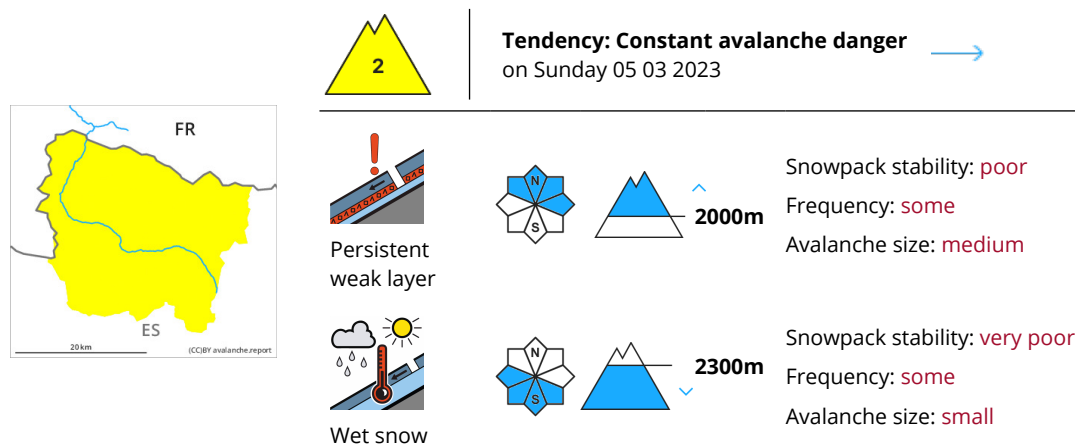 2
Tendency: Constant avalanche danger
on Sunday 05 03 2023
FR
ES
20 km
(CC)BY avalanche.report
Persistent
weak layer
N
S
2000m
Snowpack stability: poor
Frequency: some
Avalanche size: medium
Wet snow
N
S
2300m
Snowpack stability: very poor
Frequency: some
Avalanche size: small